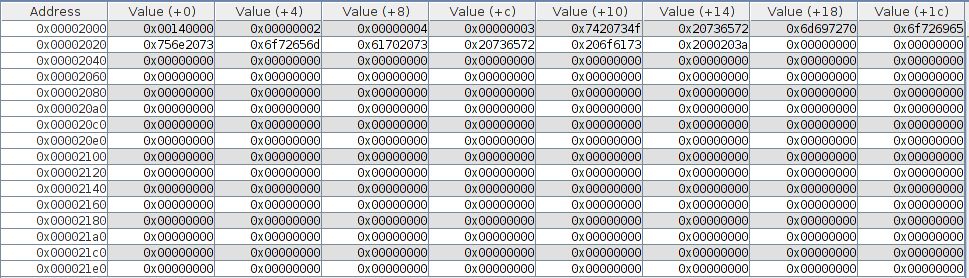 Address Value (+0) Value (+4) Value (+8) Value (+c) Value (+10) Value (+14) Value (+18) Value (+1c)
0x00002000 0x00140000 0x00000002 0x00000004 0x00000003 0x7420734f 0x20736572 0x6d697270 0x6f726965
0x00002020 0x756e2073 0x6f72656d 0x61702073 0x20736572 0x206f6173 0x2000203a 0x00000000 0x00000000
0x00002040 0x00000000 0x00000000 0x00000000 0x00000000 0x00000000 0x00000000 0x00000000 0x00000000
0x00002060 0x00000000 0x00000000 0x00000000 0x00000000 0x00000000 0x00000000 0x00000000 0x00000000
0x00002080 0x00000000 0x00000000 0x00000000 0x00000000 0x00000000 0x00000000 0x00000000 0x00000000
0x000020a0 0x00000000 0x00000000 0x00000000 0x00000000 0x00000000 0x00000000 0x00000000 0x00000000
0x000020c0 0x00000000 0x00000000 0x00000000 0x00000000 0x00000000 0x00000000 0x00000000 0x00000000
0x000020e0 0x00000000 0x00000000 0x00000000 0x00000000 0x00000000 0x00000000 0x00000000 0x00000000
0x00002100 0x00000000 0x00000000 0x00000000 0x00000000 0x00000000 0x00000000 0x00000000 0x00000000
0x00002120 0x00000000 0x00000000 0x00000000 0x00000000 0x00000000 0x00000000 0x00000000 0x00000000
0x00002140 0x00000000 0x00000000 0x00000000 0x00000000 0x00000000 0x00000000 0x00000000 0x00000000
0x00002160 0x00000000 0x00000000 0x00000000 0x00000000 0x00000000 0x00000000 0x00000000 0x00000000
0x00002180 0x00000000 0x00000000 0x00000000 0x00000000 0x00000000 0x00000000 0x00000000 0x00000000
0x000021a0 0x00000000 0x00000000 0x00000000 0x00000000 0x00000000 0x00000000 0x00000000 0x00000000
0x000021c0 0x00000000 0x00000000 0x00000000 0x00000000 0x00000000 0x00000000 0x00000000 0x00000000
0x000021e0 0x00000000 0x00000000 0x00000000 0x00000000 0x00000000 0x00000000 0x00000000 0x00000000